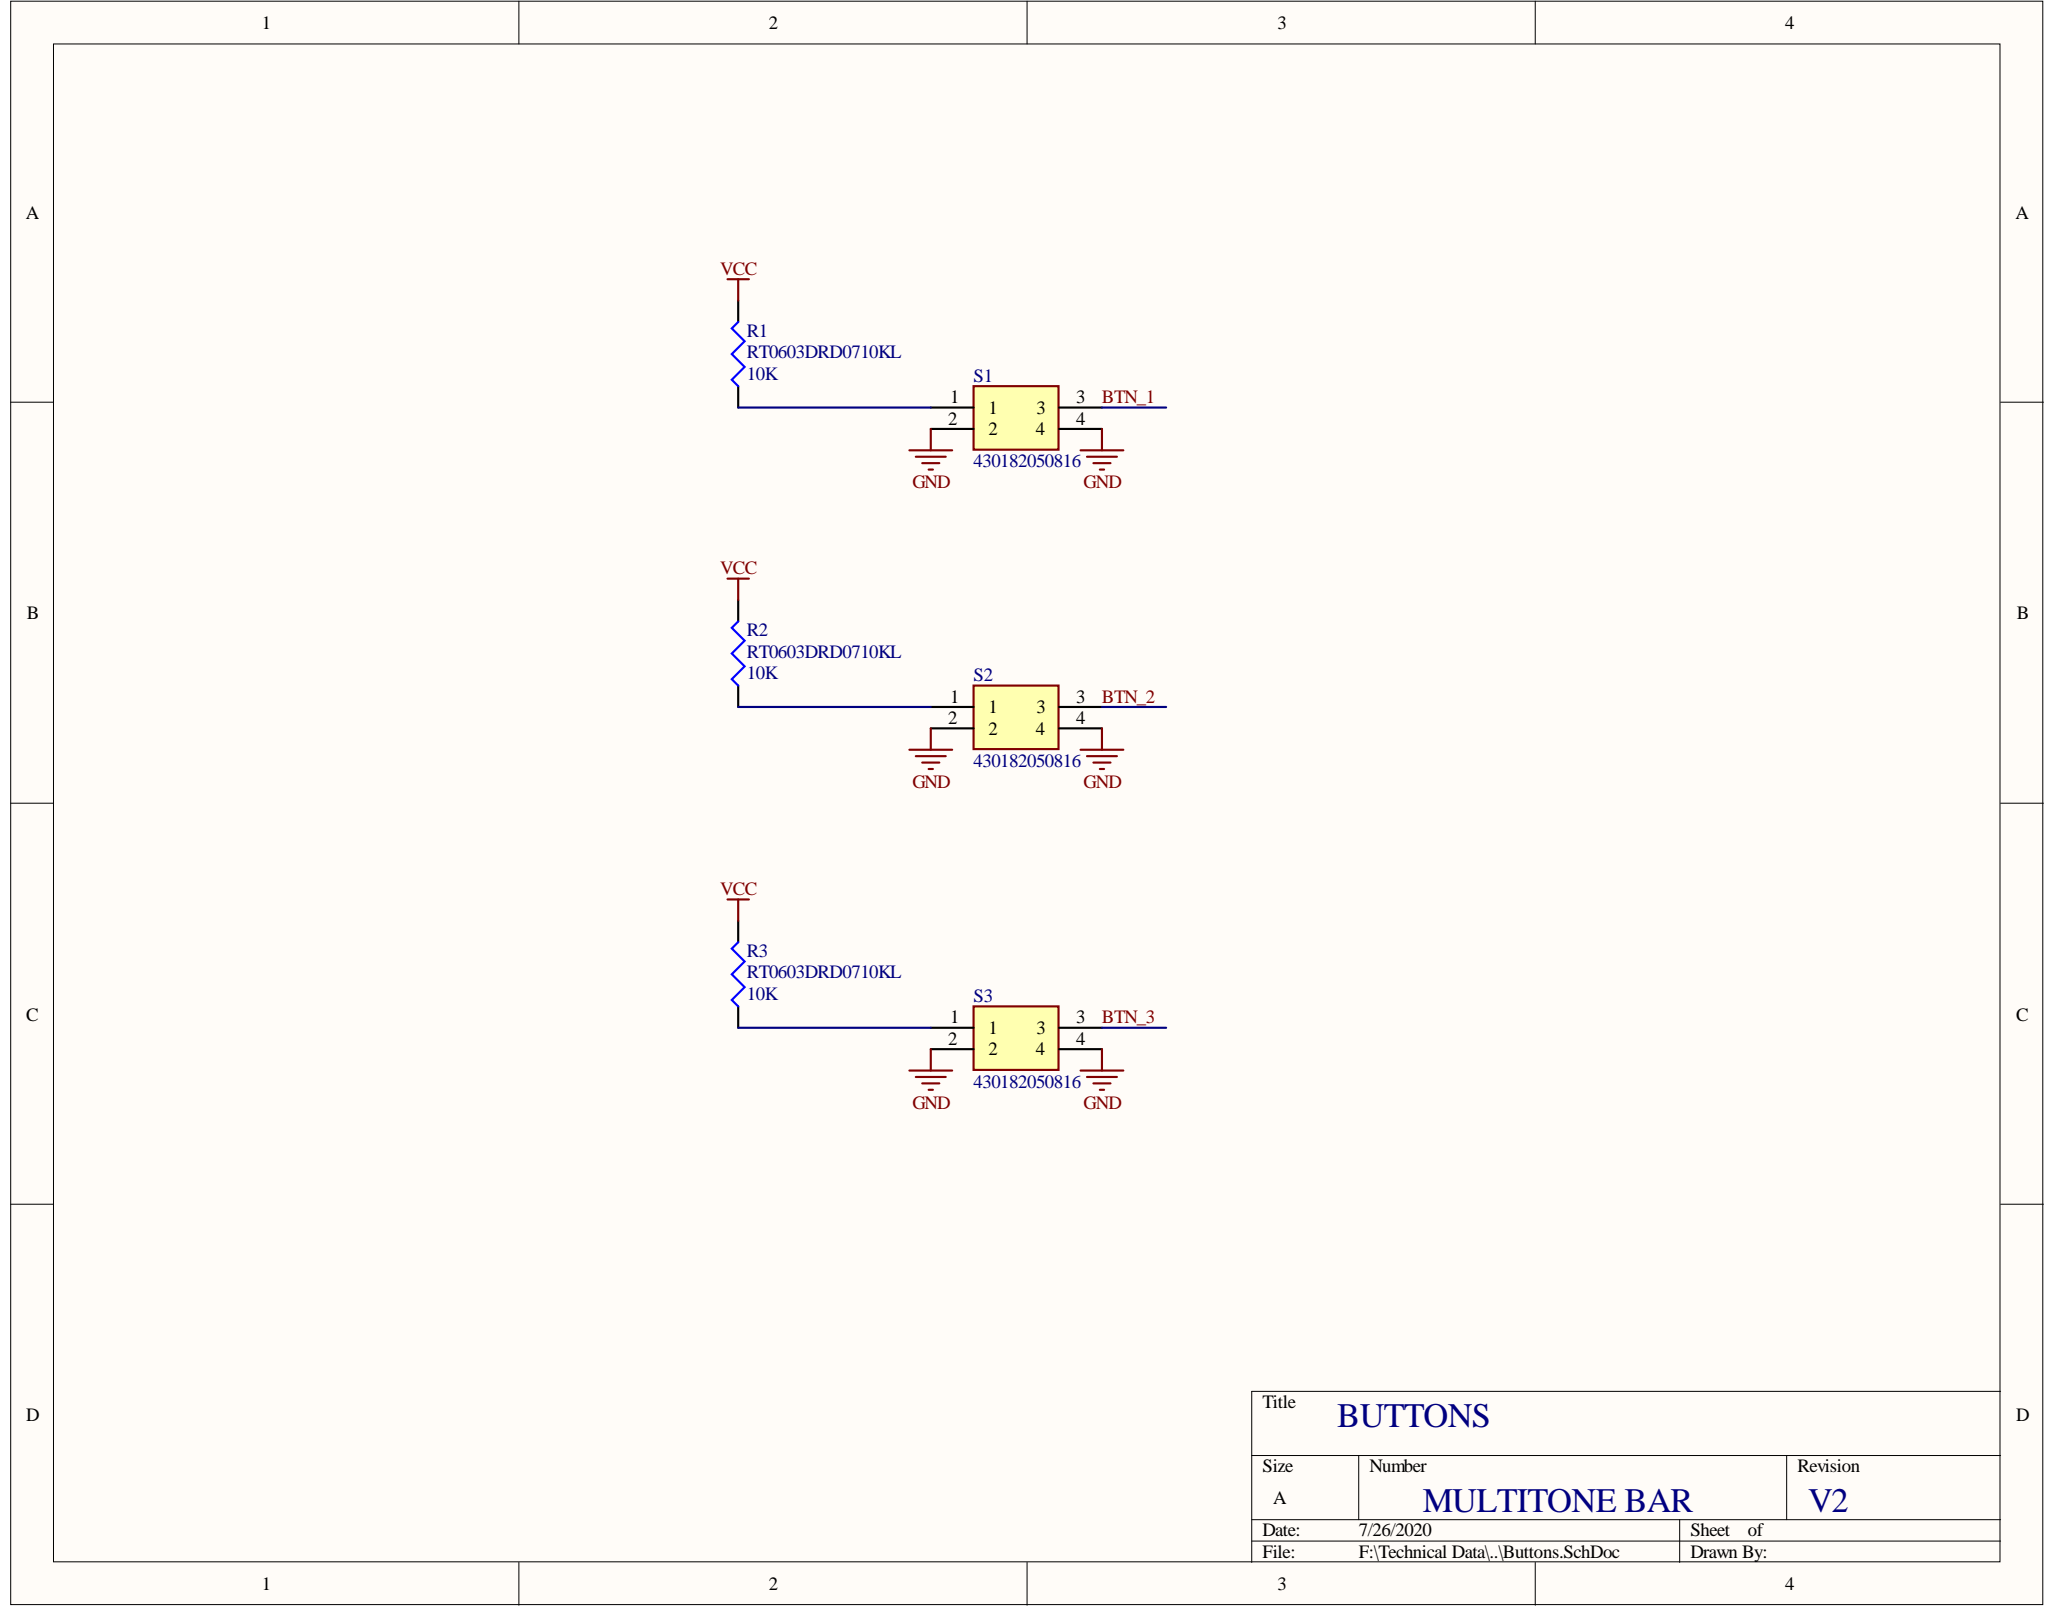 1 2 3 4
A A
VCC
R1
RT0603DRD0710KL
10K
S1
1 1 3 3 BTN_1
2 2 4 4
430182050816
GND GND
VCC
B B
R2
RT0603DRD0710KL
10K
S2
1 1 3 3 BTN_2
2 2 4 4
430182050816
GND GND
VCC
R3
RT0603DRD0710KL
10K
S3
C C
1 1 3 3 BTN_3
2 2 4 4
430182050816
GND GND
Title BUTTONS
D D
Size Number Revision
A MULTITONE BAR V2
Date: 7/26/2020 Sheet of
File: F:\Technical Data\..\Buttons.SchDoc Drawn By:
1 2 3 4